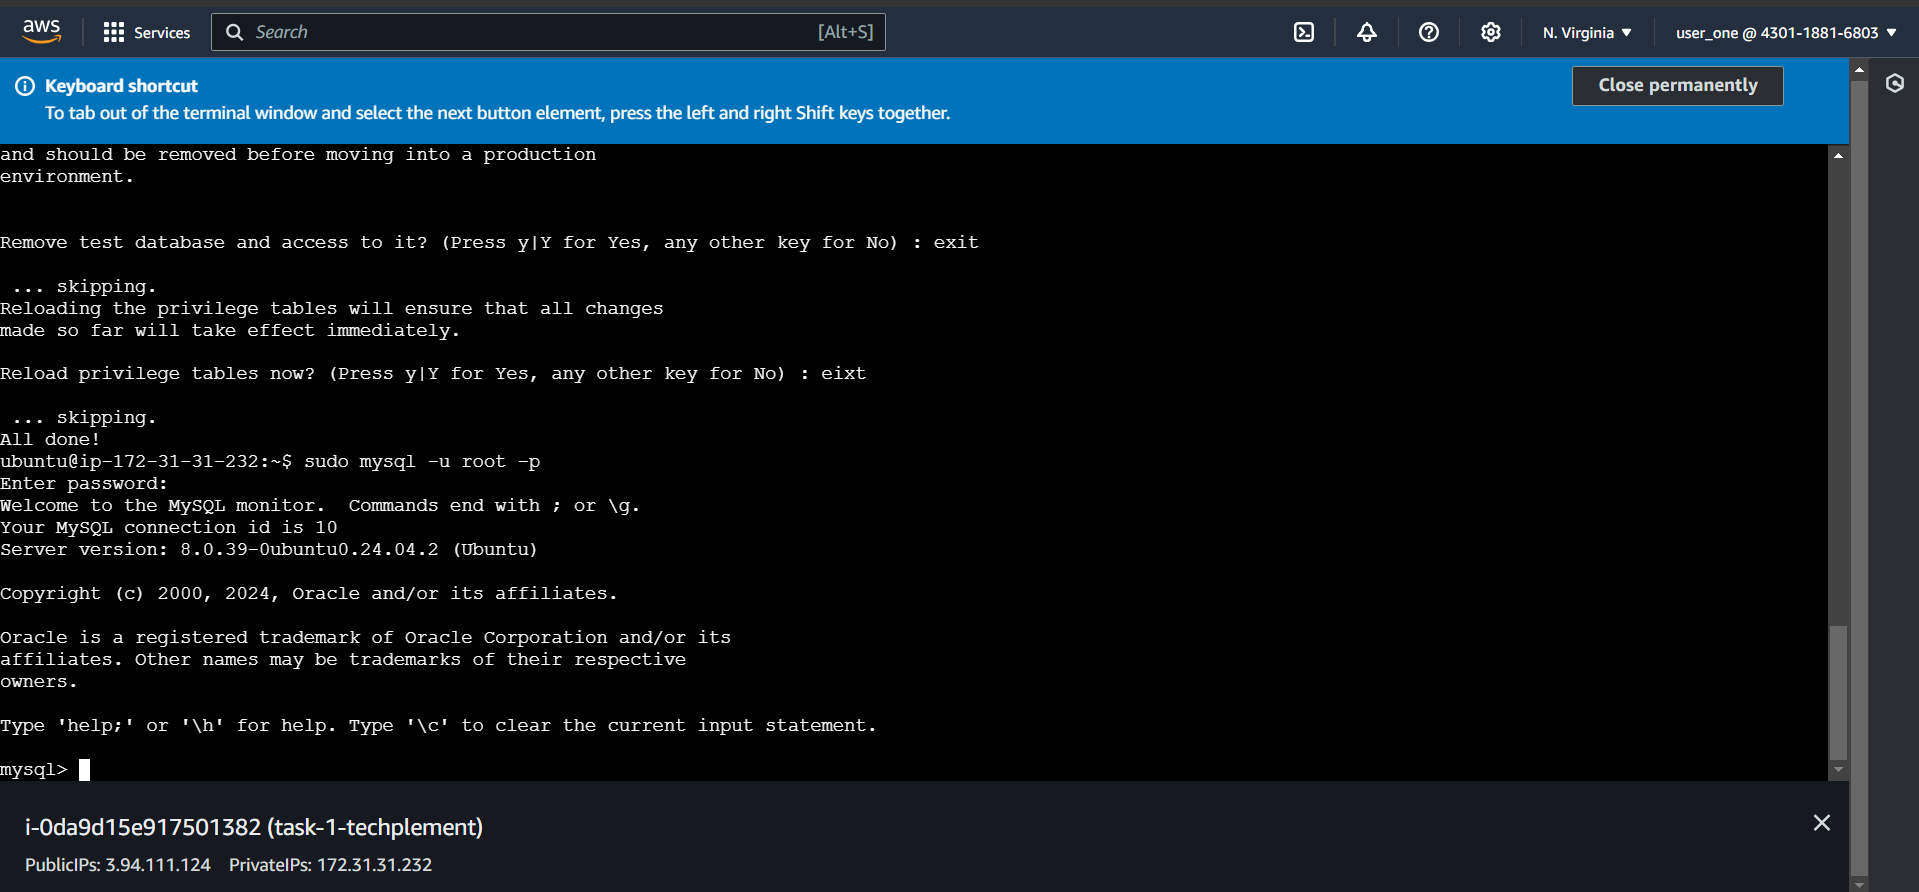 aws
Services
Search
[Alt+S]
N. Virginia
user_one @ 4301-1881-6803
Keyboard shortcut
To tab out of the terminal window and select the next button element, press the left and right Shift keys together.
Close permanently
and should be removed before moving into a production
environment.
Remove test database and access to it? (Press y|Y for Yes, any other key for No) : exit
... skipping.
Reloading the privilege tables will ensure that all changes
made so far will take effect immediately.
Reload privilege tables now? (Press y|Y for Yes, any other key for No) : eixt
... skipping.
All done!
ubuntu@ip-172-31-31-232:~$ sudo mysql -u root -p
Enter password:
Welcome to the MySQL monitor.  Commands end with ; or \g.
Your MySQL connection id is 10
Server version: 8.0.39-0ubuntu0.24.04.2 (Ubuntu)
Copyright (c) 2000, 2024, Oracle and/or its affiliates.
Oracle is a registered trademark of Oracle Corporation and/or its
affiliates. Other names may be trademarks of their respective
owners.
Type 'help;' or '\h' for help. Type '\c' to clear the current input statement.
mysql>
i-0da9d15e917501382 (task-1-techplement)
PublicIPs: 3.94.111.124 PrivateIPs: 172.31.31.232